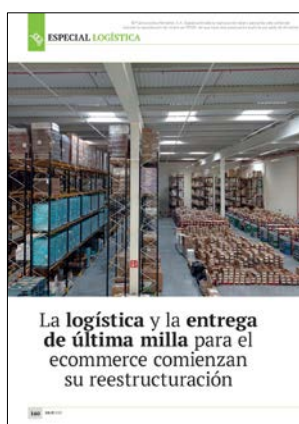 ESPECIAL LOGÍSTICA
La logística y la entrega
de última milla para el
ecommerce comienzan
su reestructuración